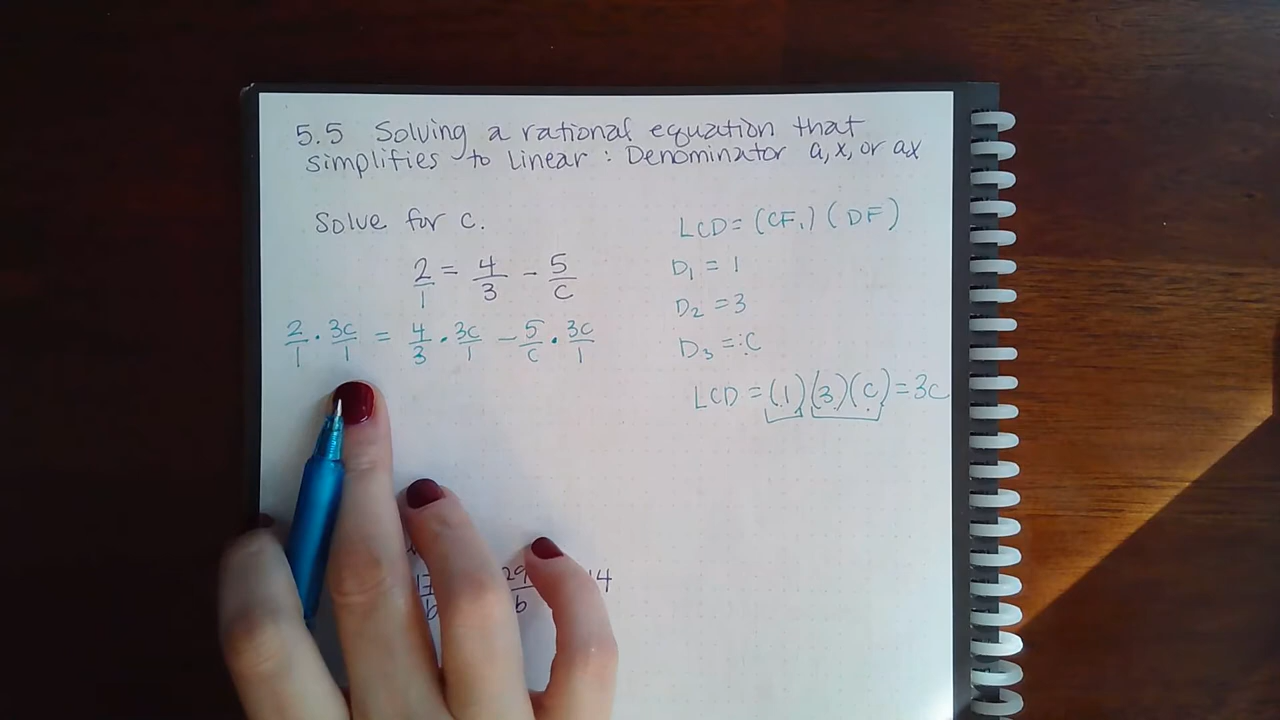 5.5 Solving a rational equation that
simplifies to linear : Denominator a, x, or ax
Solve for c.
2/1 = 4/3 - 5/c
2/1 · 3c/1 = 4/3 · 3c/1 - 5/c · 3c/1
LCD = (CF,) (DF)
D₁ = 1
D₂ = 3
D₃ = c
LCD = (1)(3)(c) = 3c
29/b
14